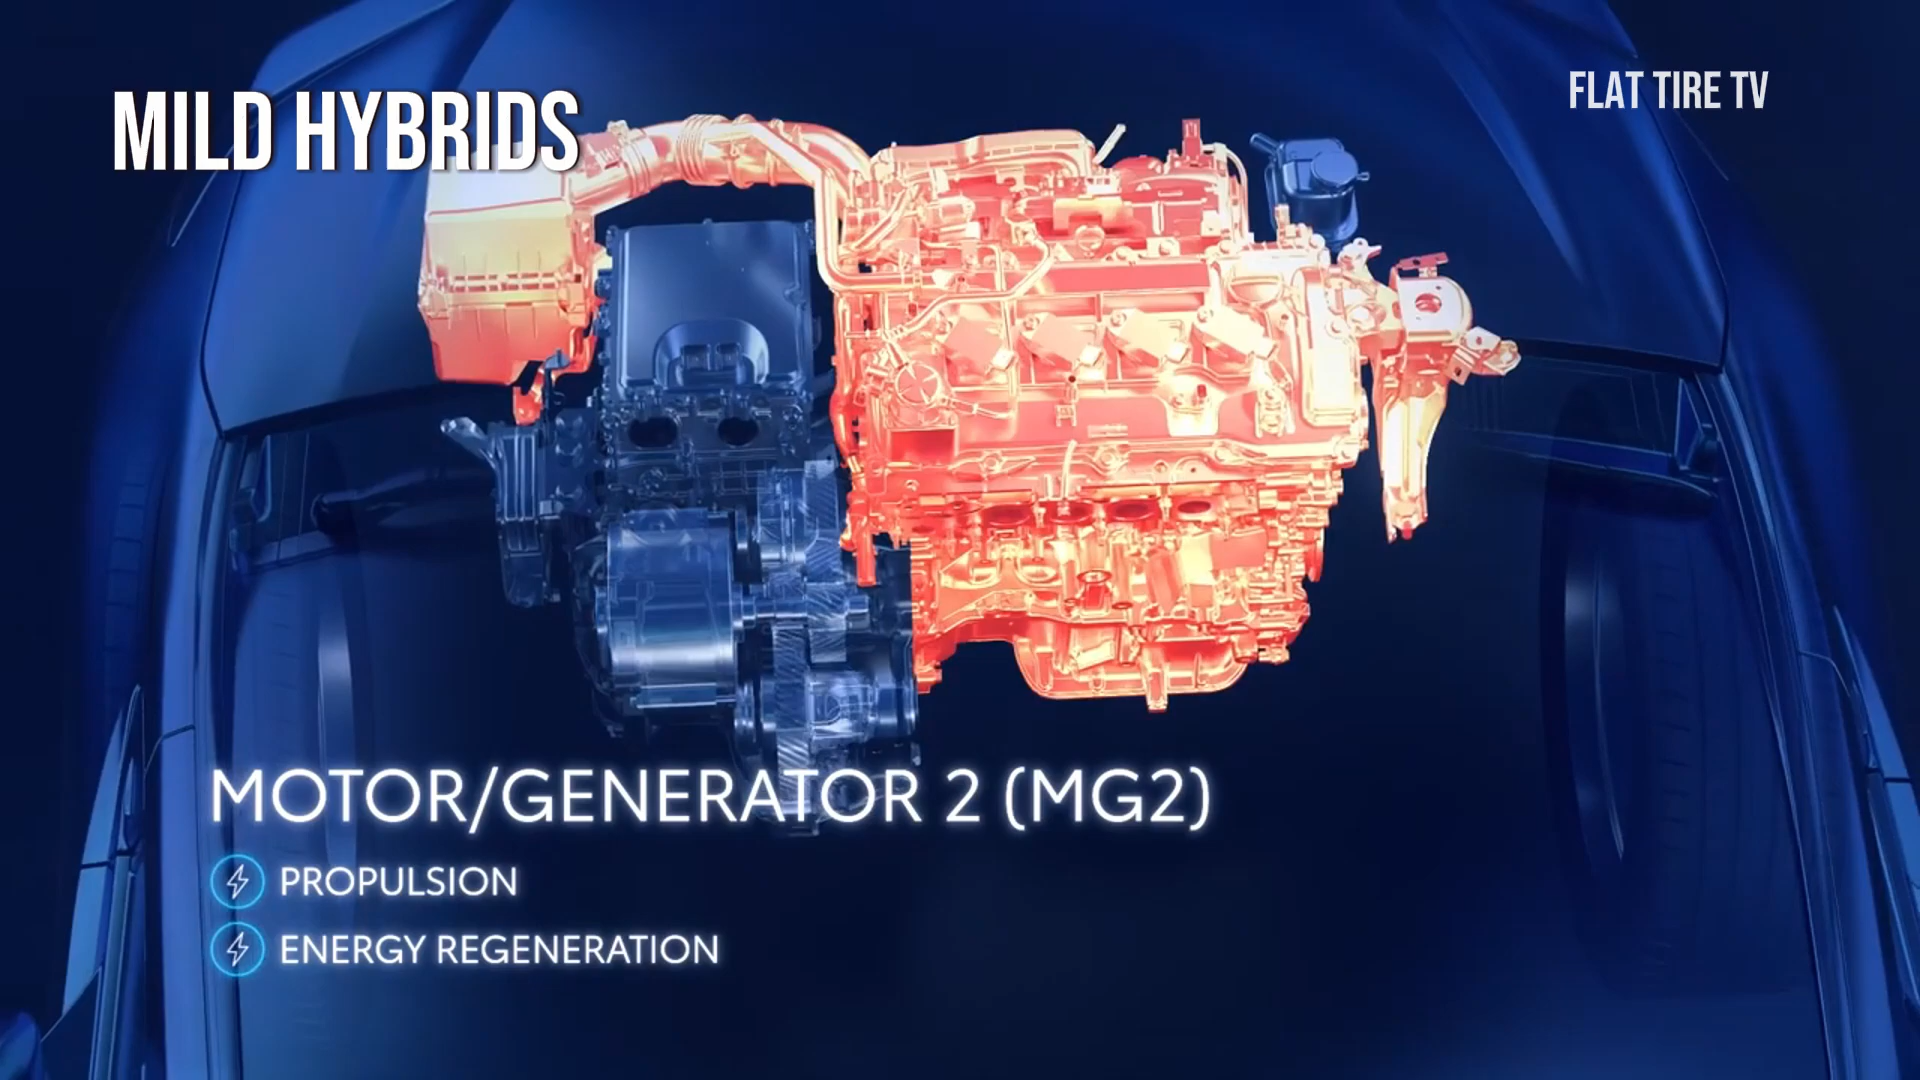 MILD HYBRIDS
FLAT TIRE TV
MOTOR/GENERATOR 2 (MG2)
PROPULSION
ENERGY REGENERATION